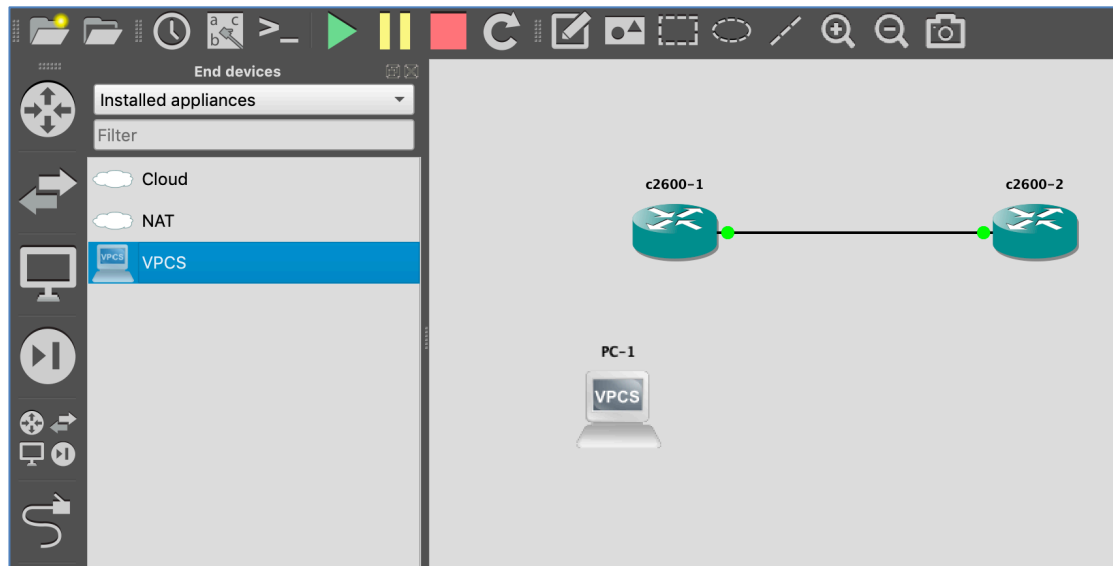 a c
b
>_
End devices
Installed appliances
Filter
Cloud
NAT
VPCS
VPCS
c2600-1
c2600-2
PC-1
VPCS